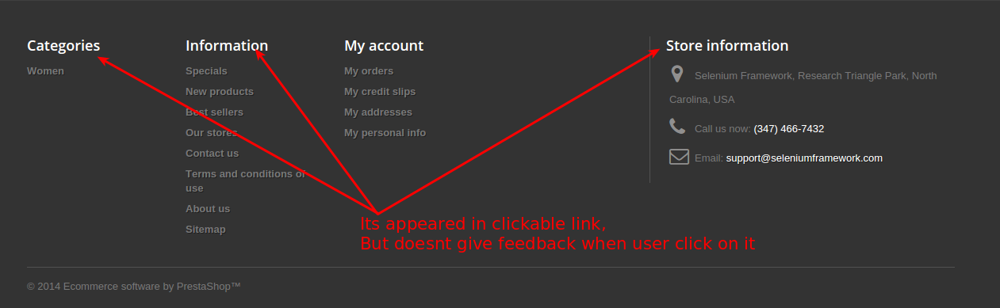 Categories
Women
Information
Specials
New products
Best sellers
Our stores
Contact us
Terms and conditions of
use
About us
Sitemap
My account
My orders
My credit slips
My addresses
My personal info
Store information
Selenium Framework, Research Triangle Park, North
Carolina, USA
Call us now: (347) 466-7432
Email: support@seleniumframework.com
Its appeared in clickable link,
But doesnt give feedback when user click on it
© 2014 Ecommerce software by PrestaShop™